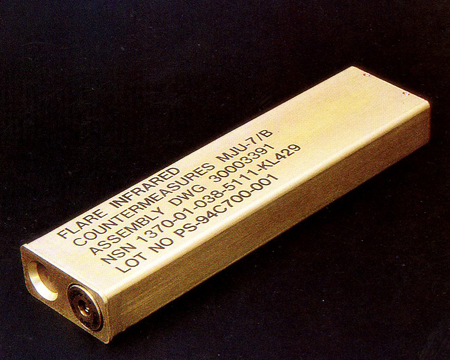 FLARE INFRARED
COUNTERMEASURES MJU-7/B
ASSEMBLY DWG 30003391
NSN 1370-01-038-5111-KL429
LOT NO PS-94C700-001